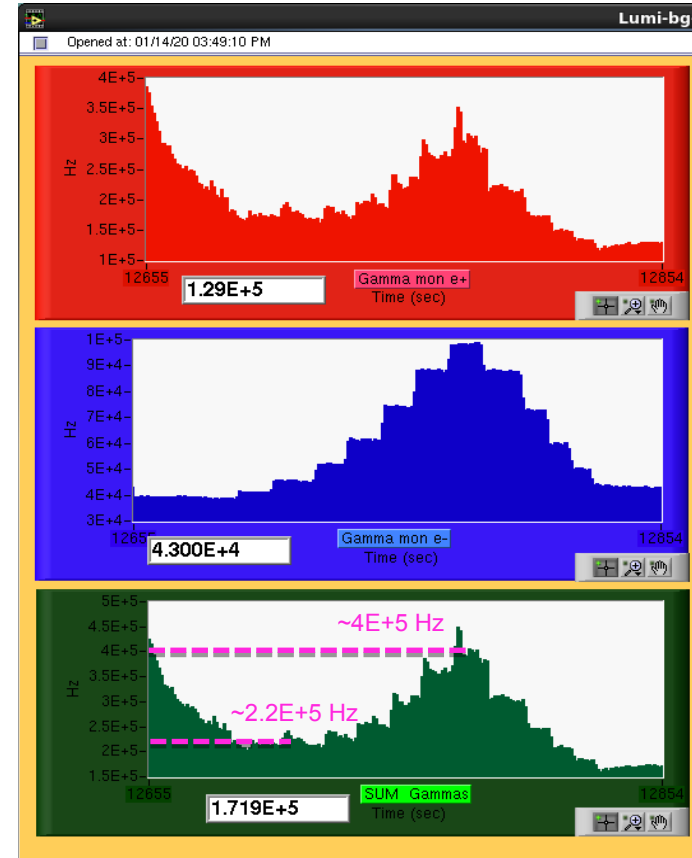 Lumi-bg
Opened at: 01/14/20 03:49:10 PM
4E+5
3.5E+5
3E+5
2.5E+5
2E+5
1.5E+5
1E+5
Hz
12655
12854
1.29E+5
Gamma mon e+
Time (sec)
1E+5
9E+4
8E+4
7E+4
6E+4
5E+4
4E+4
3E+4
Hz
1265
12854
4.300E+4
Gamma mon e-
Time (sec)
5E+5
4.5E+5
4E+5
3.5E+5
3E+5
2.5E+5
2E+5
1.5E+5
Hz
~4E+5 Hz
~2.2E+5 Hz
12655
12854
1.719E+5
SUM Gammas
Time (sec)